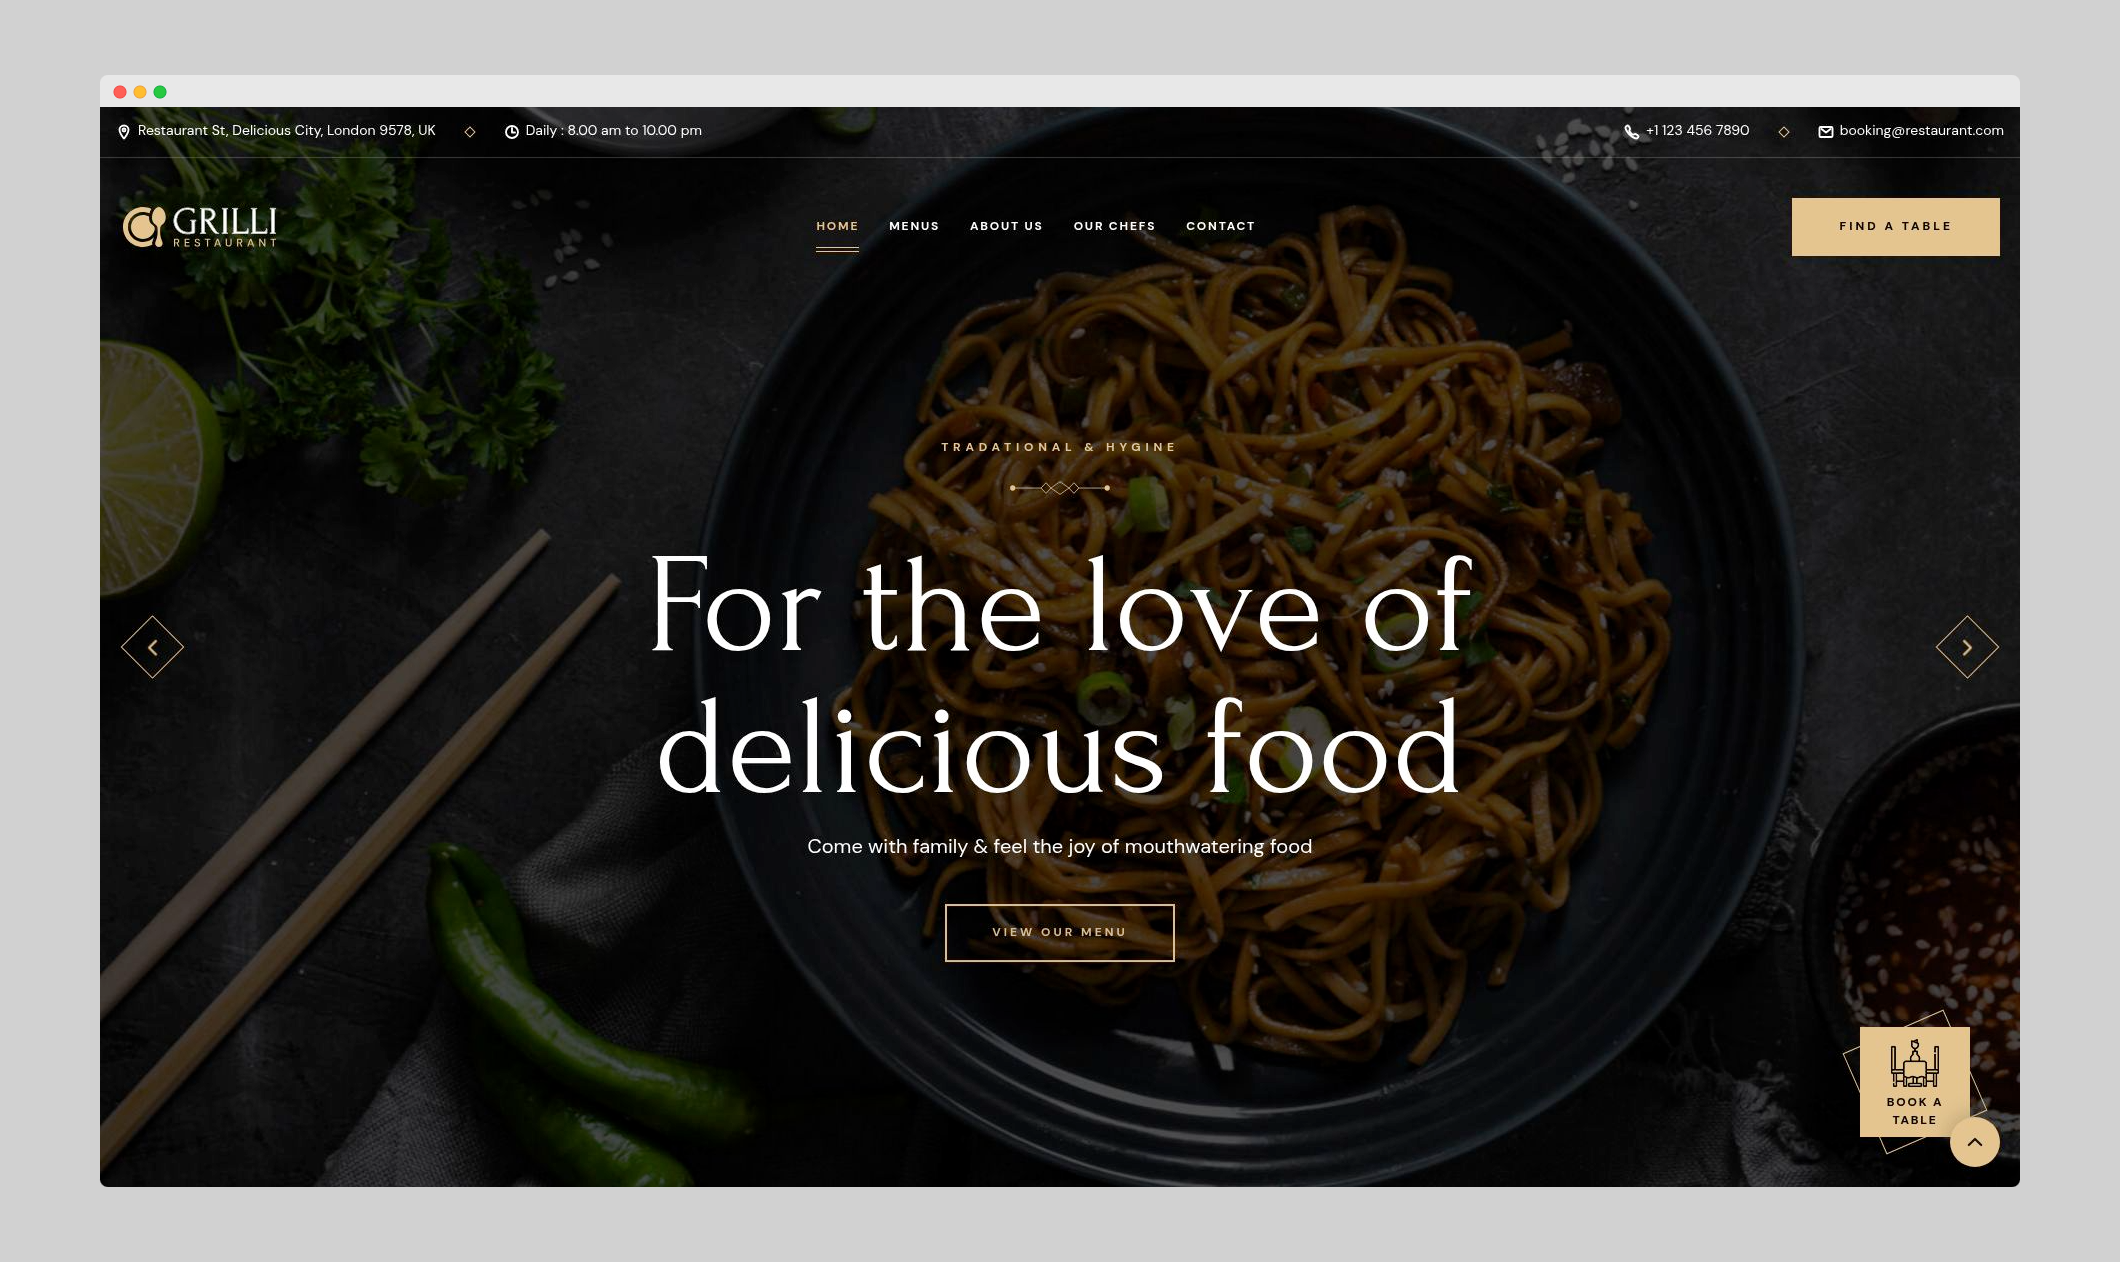 Restaurant St, Delicious City, London 9578, UK
Daily : 8.00 am to 10.00 pm
+1 123 456 7890
booking@restaurant.com
GRILLI
RESTAURANT
HOME
MENUS
ABOUT US
OUR CHEFS
CONTACT
FIND A TABLE
TRADATIONAL & HYGINE
For the love of
delicious food
Come with family & feel the joy of mouthwatering food
VIEW OUR MENU
BOOK A
TABLE